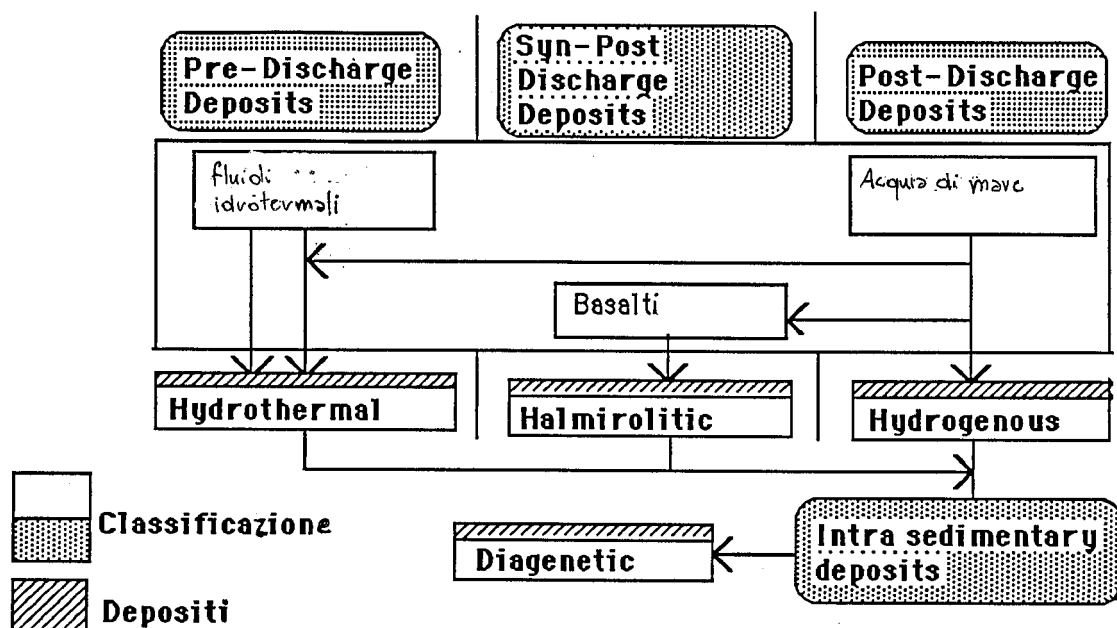 Pre-Discharge
Deposits
Syn-Post
Discharge
Deposits
Post-Discharge
Deposits
fluidi
idrotermali
Acqua di mare
Basalti
Hydrothermal
Halmirolitic
Hydrogenous
Classificazione
Depositi
Diagenetic
Intra sedimentary
deposits